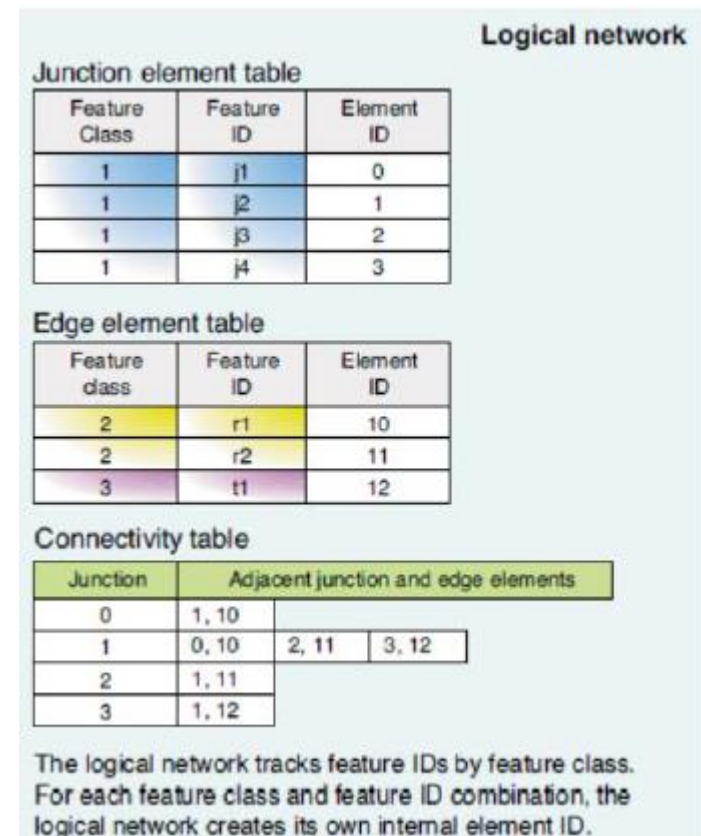 Logical network
Junction element table
Feature Class Feature ID Element ID
1 j1 0
1 j2 1
1 j3 2
1 j4 3
Edge element table
Feature class Feature ID Element ID
2 r1 10
2 r2 11
3 t1 12
Connectivity table
Junction Adjacent junction and edge elements
0 1, 10
1 0, 10 2, 11 3, 12
2 1, 11
3 1, 12
The logical network tracks feature IDs by feature class.
For each feature class and feature ID combination, the
logical network creates its own internal element ID.